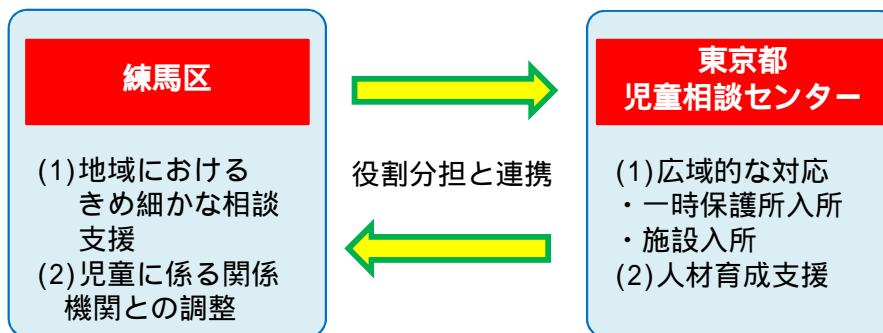 練馬区
(1)地域における
きめ細かな相談
支援
(2)児童に係る関係
機関との調整
役割分担と連携
東京都
児童相談センター
(1)広域的な対応
・一時保護所入所
・施設入所
(2)人材育成支援